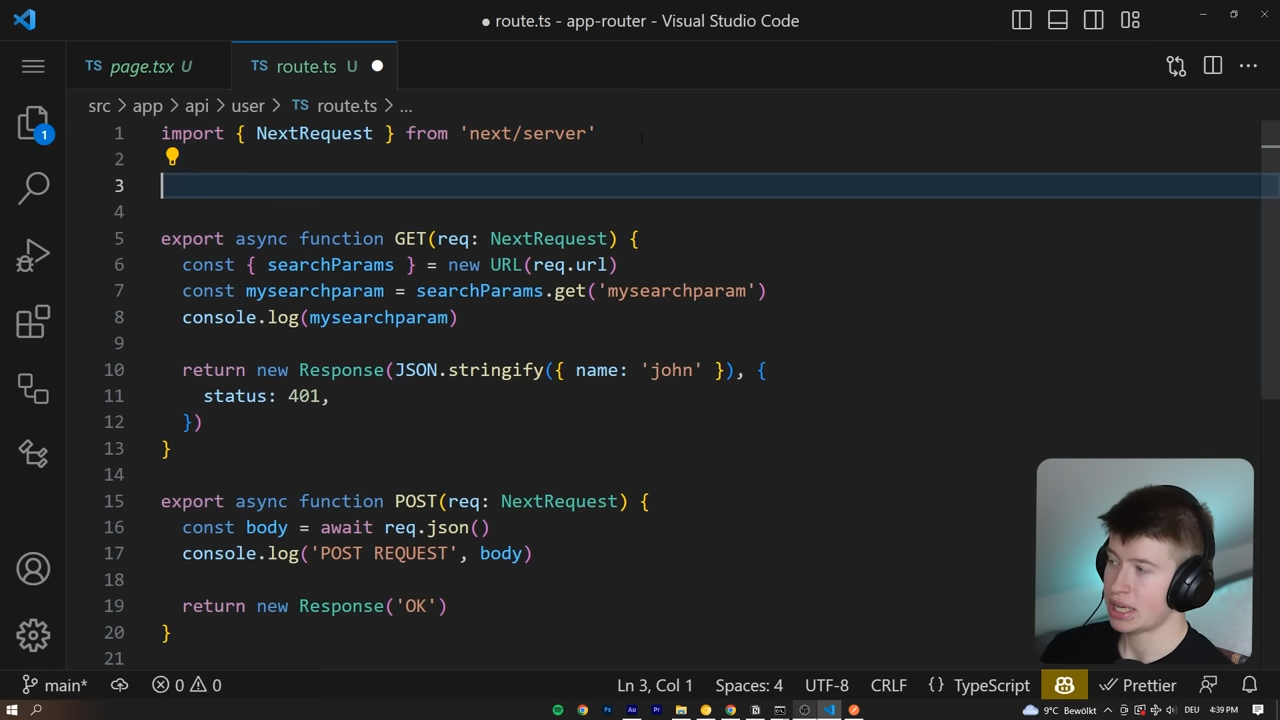 ● route.ts - app-router - Visual Studio Code
TS page.tsx U
TS route.ts U
src > app > api > user > TS route.ts > ...
1
1 import { NextRequest } from 'next/server'
2
3
4
5 export async function GET(req: NextRequest) {
6 const { searchParams } = new URL(req.url)
7 const mysearchparam = searchParams.get('mysearchparam')
8 console.log(mysearchparam)
9
10 return new Response(JSON.stringify({ name: 'john' }), {
11 status: 401,
12 })
13 }
14
15 export async function POST(req: NextRequest) {
16 const body = await req.json()
17 console.log('POST REQUEST', body)
18
19 return new Response('OK')
20 }
21
main* 0 0 Ln 3, Col 1 Spaces: 4 UTF-8 CRLF {} TypeScript Prettier
Ps Au Pr 9°C Bewölkt DEU 4:39 PM